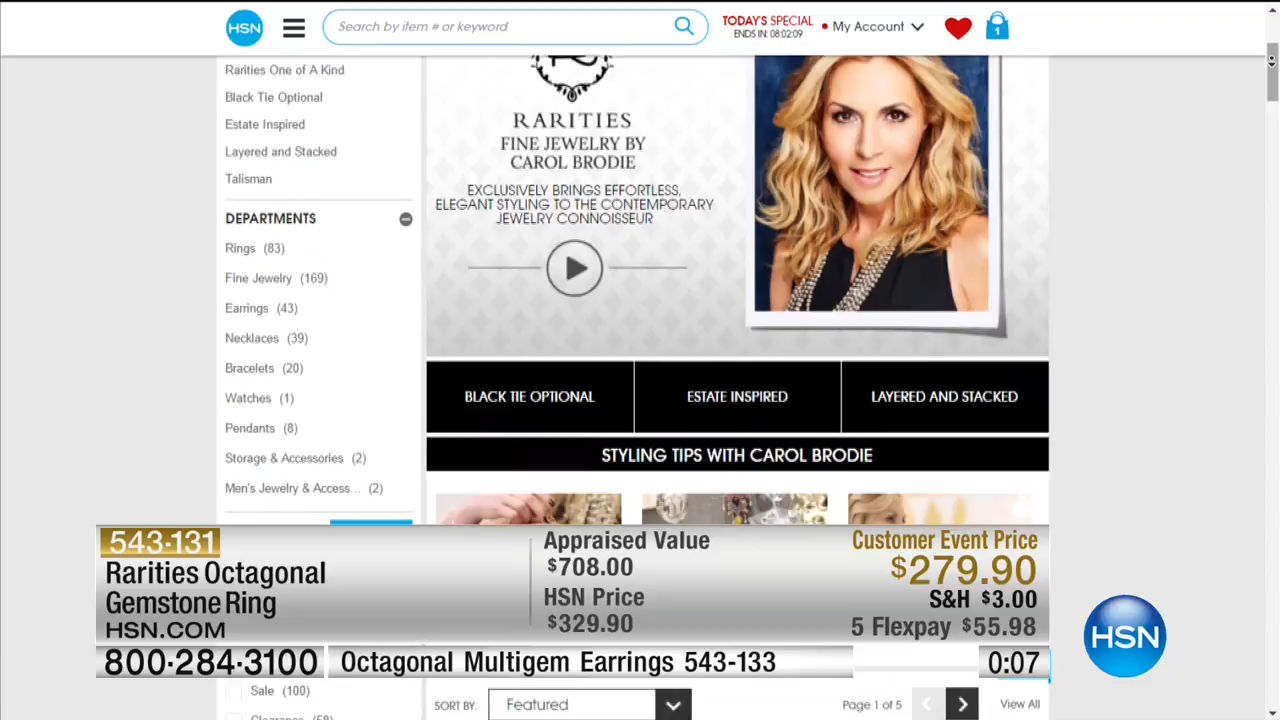 HSN
Search by item # or keyword
TODAY'S SPECIAL
ENDS IN: 08:02:09
My Account
1
Rarities One of A Kind
Black Tie Optional
Estate Inspired
Layered and Stacked
Talisman
DEPARTMENTS
Rings (83)
Fine Jewelry (169)
Earrings (43)
Necklaces (39)
Bracelets (20)
Watches (1)
Pendants (8)
Storage & Accessories (2)
Men's Jewelry & Access... (2)
RARITIES
FINE JEWELRY BY
CAROL BRODIE
EXCLUSIVELY BRINGS EFFORTLESS,
ELEGANT STYLING TO THE CONTEMPORARY
JEWELRY CONNOISSEUR
BLACK TIE OPTIONAL
ESTATE INSPIRED
LAYERED AND STACKED
STYLING TIPS WITH CAROL BRODIE
543-131
Rarities Octagonal
Gemstone Ring
HSN.COM
Appraised Value
$708.00
HSN Price
$329.90
Customer Event Price
$279.90
S&H $3.00
5 Flexpay $55.98
HSN
800·284·3100
Octagonal Multigem Earrings 543-133
0:07
Sale (100)
Clearance (58)
SORT BY:
Featured
Page 1 of 5
View All